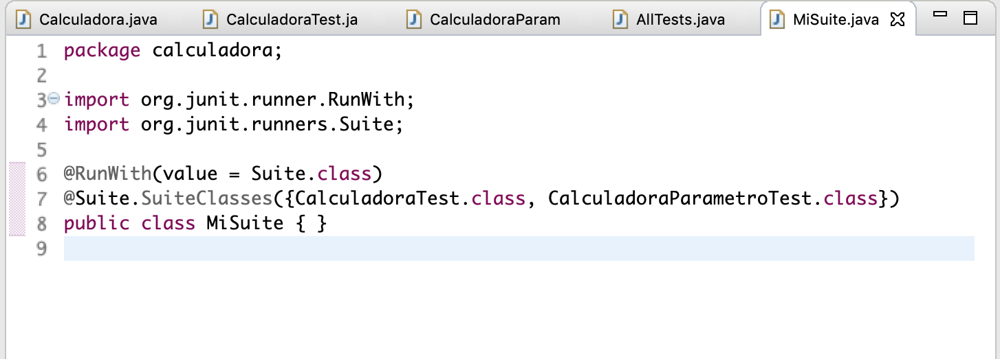 Calculadora.java CalculadoraTest.ja CalculadoraParam AllTests.java MiSuite.java
1 package calculadora;
2
3 import org.junit.runner.RunWith;
4 import org.junit.runners.Suite;
5
6 @RunWith(value = Suite.class)
7 @Suite.SuiteClasses({CalculadoraTest.class, CalculadoraParametroTest.class})
8 public class MiSuite { }
9